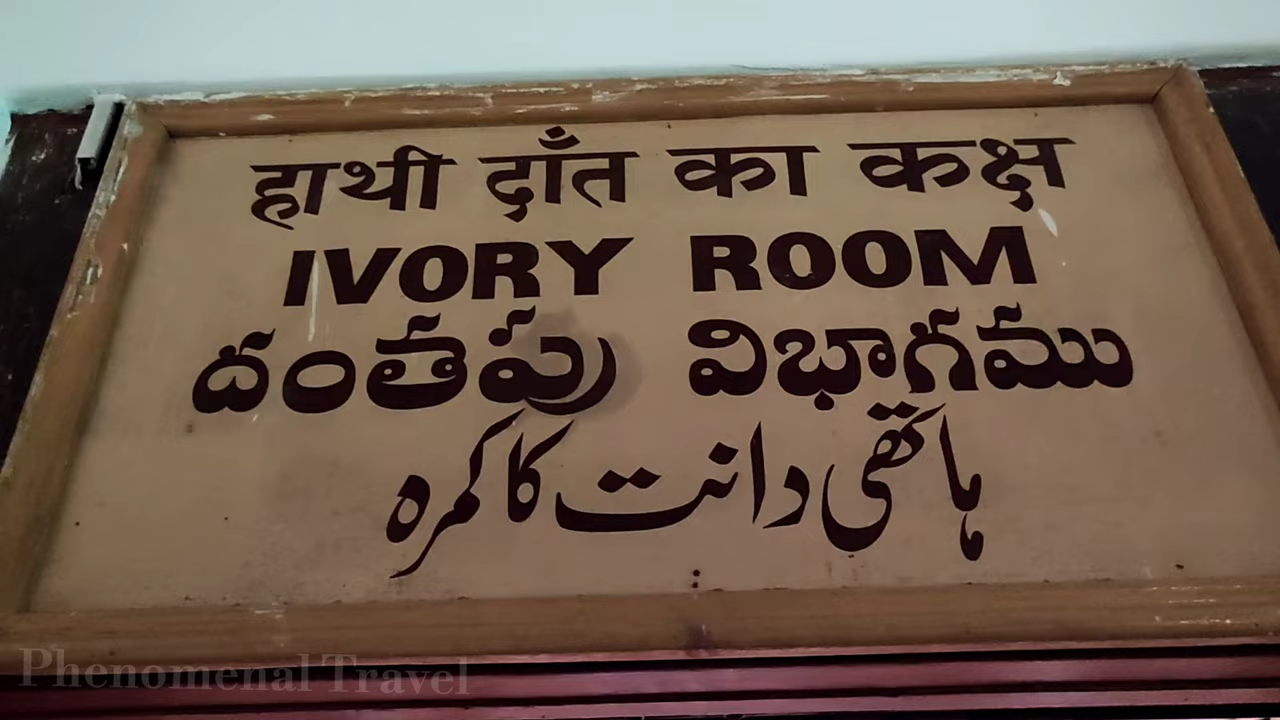 हाथी दाँत का कक्ष
IVORY ROOM
దంతపు విభాగము
ہاتھی دانت کا کمرہ
Phenomenal Travel